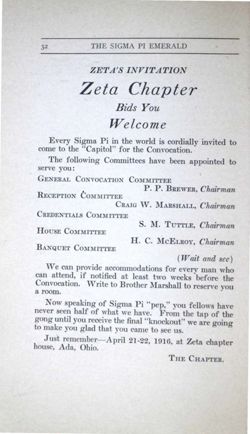 52 THE SIGMA PI EMERALD
ZETA'S INVITATION
Zeta Chapter
Bids You
Welcome
Every Sigma Pi in the world is cordially invited to
come to the "Capitol" for the Convocation.
The following Committees have been appointed to
serve you:
GENERAL CONVOCATION COMMITTEE
P. P. BREWER, Chairman
RECEPTION COMMITTEE
CRAIG W. MARSHALL, Chairman
CREDENTIALS COMMITTEE
S. M. TUTTLE, Chairman
HOUSE COMMITTEE
H. C. MCELROY, Chairman
BANQUET COMMITTEE
(Wait and see)
We can provide accommodations for every man who
can attend, if notified at least two weeks before the
Convocation. Write to Brother Marshall to reserve you
a room.
Now speaking of Sigma Pi "pep," you fellows have
never seen half of what we have. From the tap of the
gong until you receive the final "knockout" we are going
to make you glad that you came to see us.
Just remember—April 21-22, 1916, at Zeta chapter
house, Ada, Ohio.
THE CHAPTER.